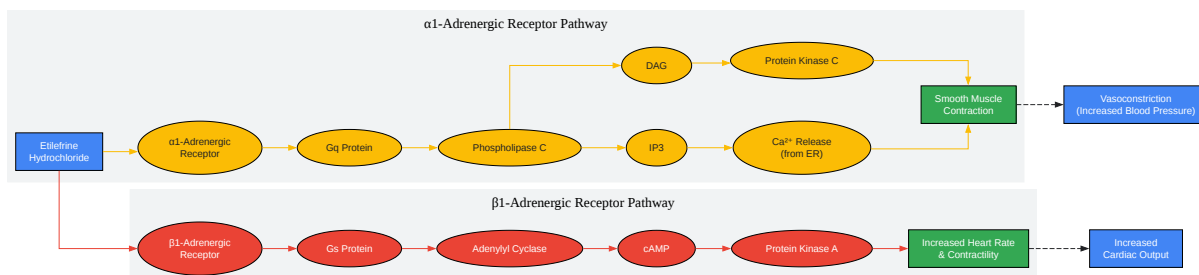 α1-Adrenergic Receptor Pathway
DAG
Protein Kinase C
Smooth Muscle
Contraction
Vasoconstriction
(Increased Blood Pressure)
Etilefrine
Hydrochloride
α1-Adrenergic
Receptor
Gq Protein
Phospholipase C
IP3
Ca²⁺ Release
(from ER)
β1-Adrenergic Receptor Pathway
β1-Adrenergic
Receptor
Gs Protein
Adenylyl Cyclase
cAMP
Protein Kinase A
Increased Heart Rate
& Contractility
Increased
Cardiac Output